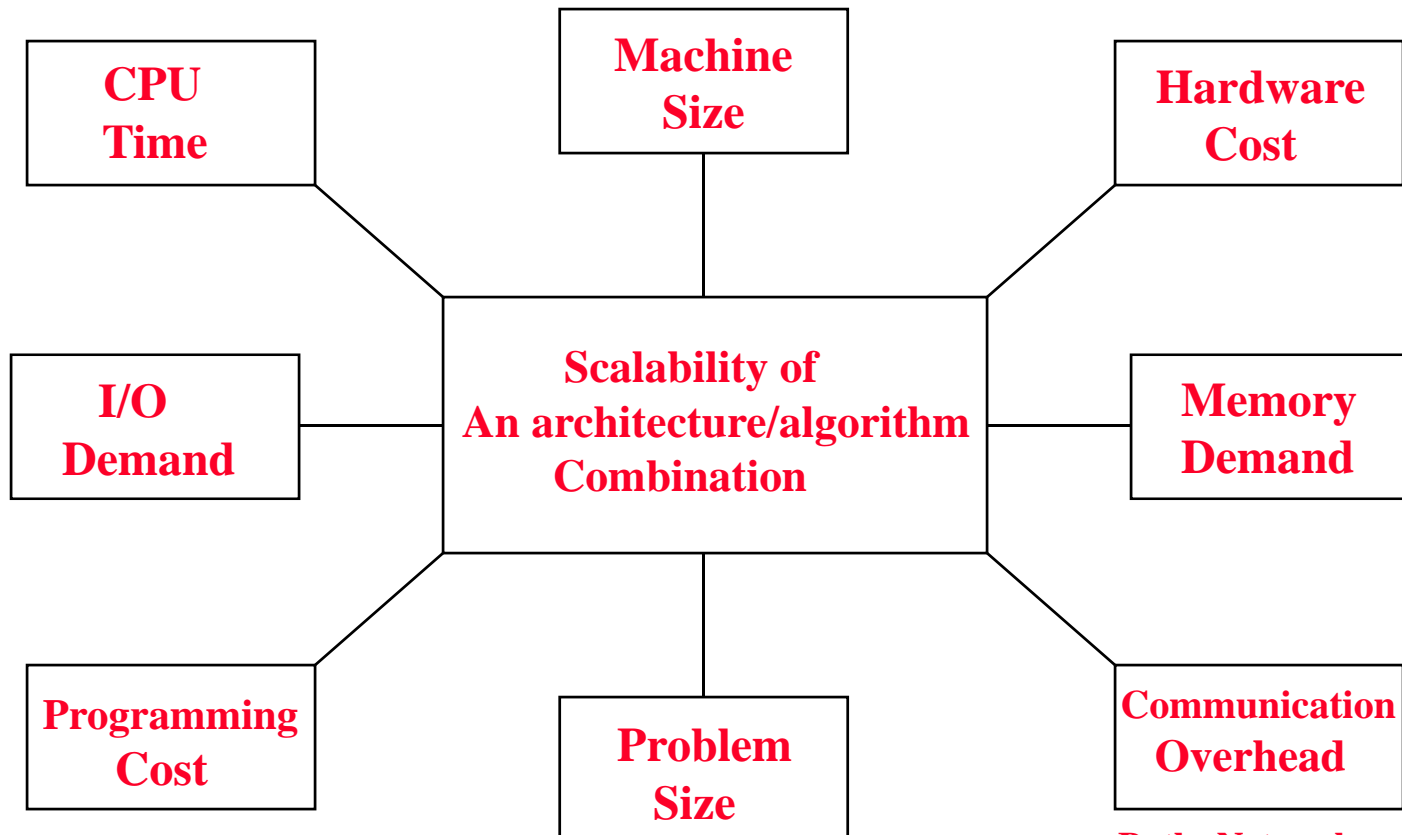 CPU
Time
Machine
Size
Hardware
Cost
I/O
Demand
Scalability of
An architecture/algorithm
Combination
Memory
Demand
Programming
Cost
Problem
Size
Communication
Overhead